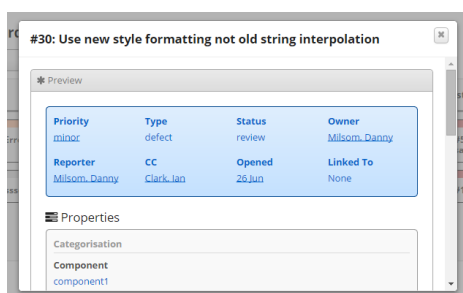 #30: Use new style formatting not old string interpolation
Preview
Priority Type Status Owner
minor defect review Milsom, Danny
Reporter CC Opened Linked To
Milsom, Danny Clark, Ian 26 Jun None
Properties
Categorisation
Component
component1